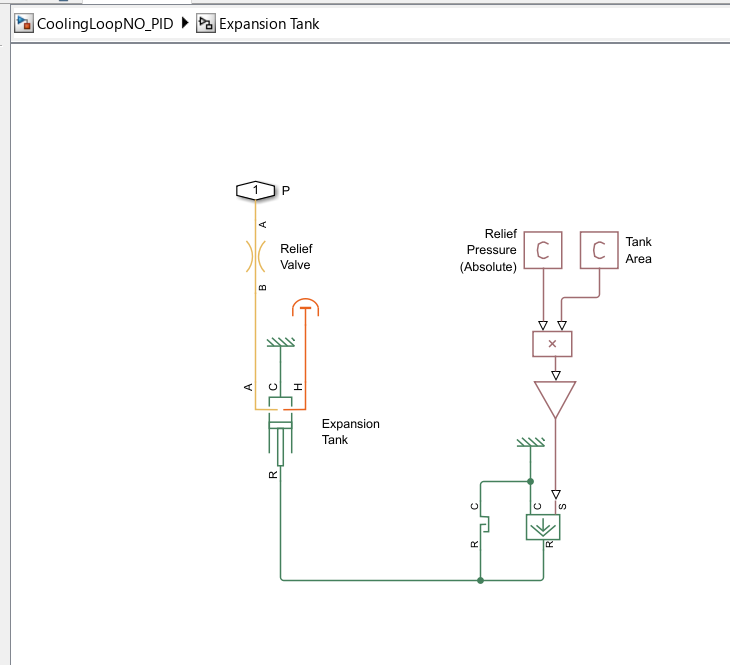 CoolingLoopNO_PID Expansion Tank
1 P
A
Relief
Valve
B
A C H
Expansion
Tank
R
Relief
Pressure
(Absolute)
C C
Tank
Area
×
C C S
R R